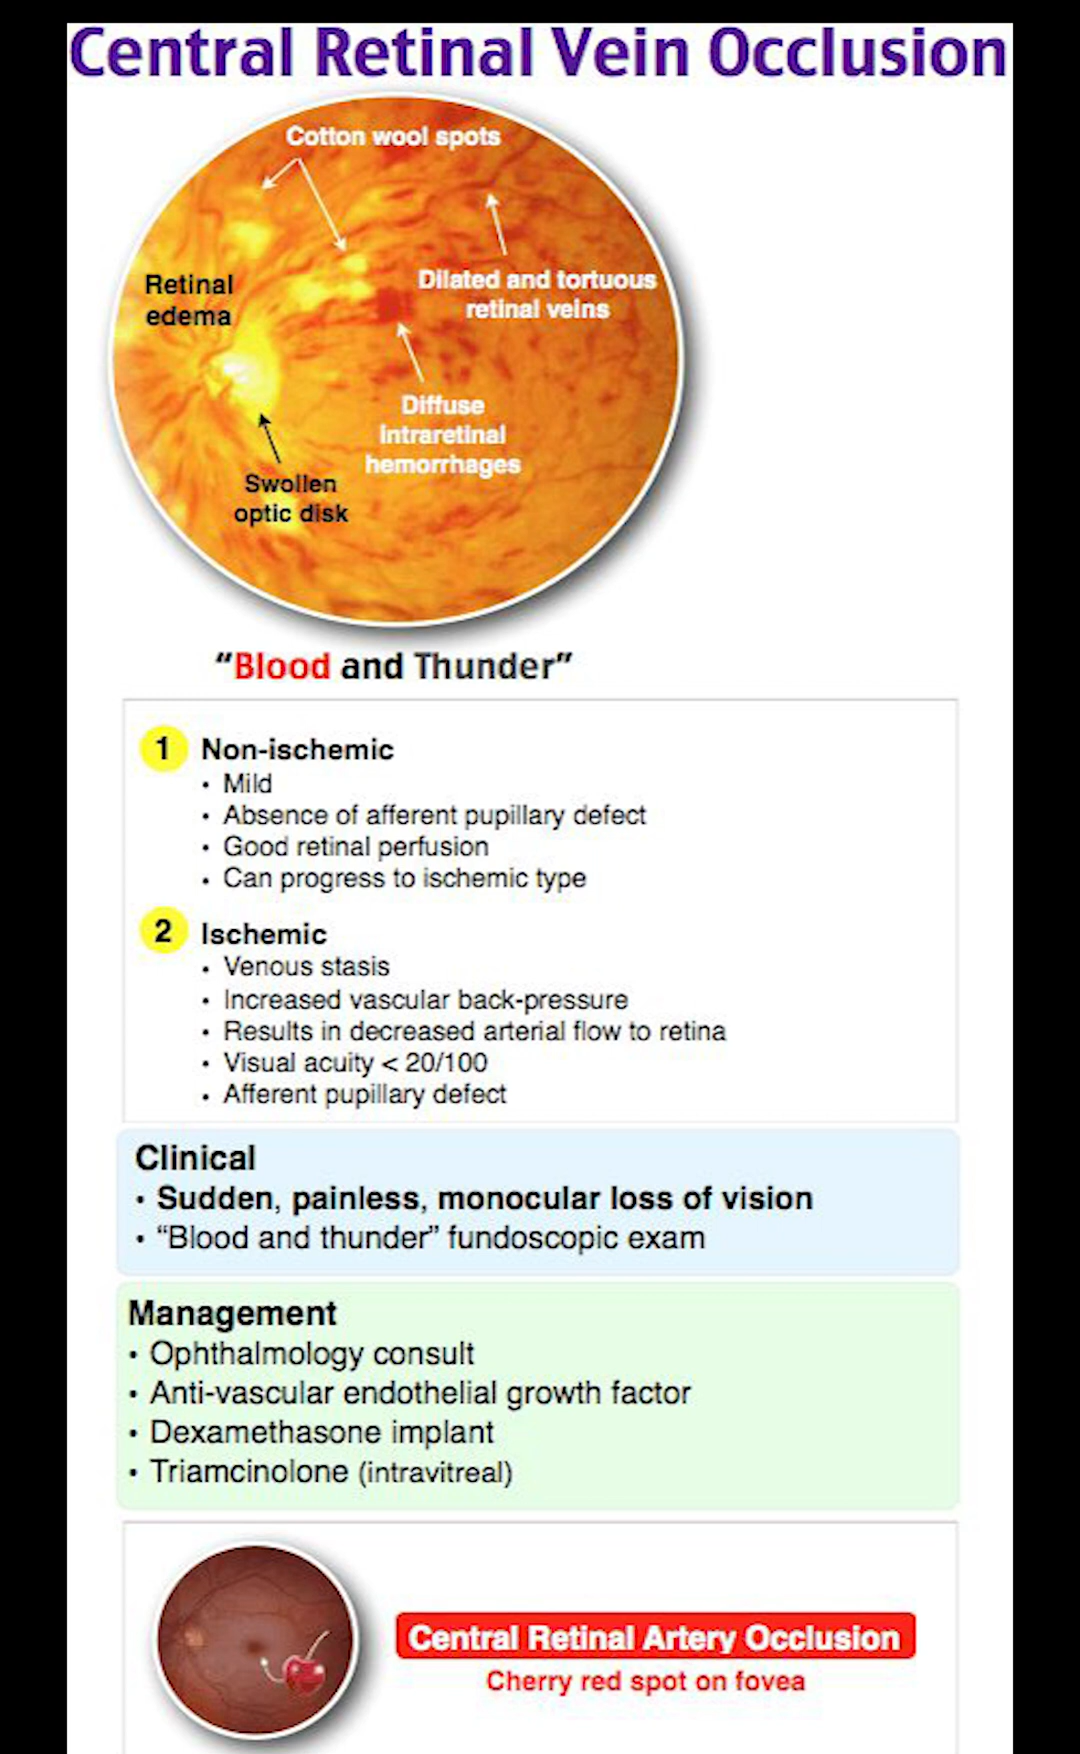 Central Retinal Vein Occlusion
Cotton wool spots
Retinal
edema
Dilated and tortuous
retinal veins
Diffuse
intraretinal
hemorrhages
Swollen
optic disk
“Blood and Thunder”
1 Non-ischemic
• Mild
• Absence of afferent pupillary defect
• Good retinal perfusion
• Can progress to ischemic type
2 Ischemic
• Venous stasis
• Increased vascular back-pressure
• Results in decreased arterial flow to retina
• Visual acuity < 20/100
• Afferent pupillary defect
Clinical
• Sudden, painless, monocular loss of vision
• “Blood and thunder” fundoscopic exam
Management
• Ophthalmology consult
• Anti-vascular endothelial growth factor
• Dexamethasone implant
• Triamcinolone (intravitreal)
Central Retinal Artery Occlusion
Cherry red spot on fovea